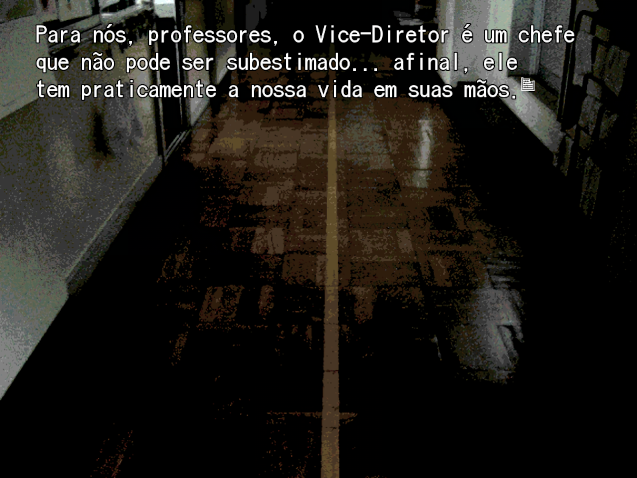 Para nós, professores, o Vice-Diretor é um chefe
que não pode ser subestimado... afinal, ele
tem praticamente a nossa vida em suas mãos.